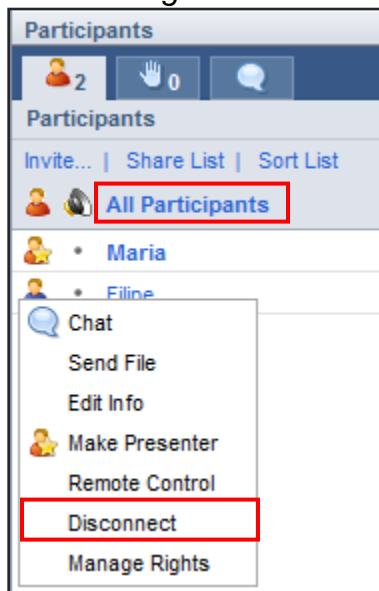 Participants
2 0
Participants
Invite... | Share List | Sort List
All Participants
Maria
Filipe
Chat
Send File
Edit Info
Make Presenter
Remote Control
Disconnect
Manage Rights